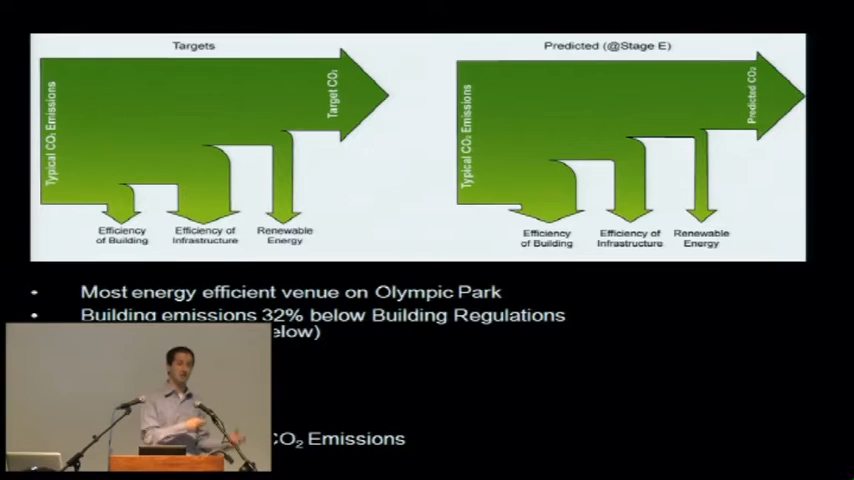 Targets
Predicted (@Stage E)
Typical CO₂ Emissions
Target CO₂
Typical CO₂ Emissions
Predicted CO₂
Efficiency
of Building
Efficiency of
Infrastructure
Renewable
Energy
Efficiency
of Building
Efficiency of
Infrastructure
Renewable
Energy
• Most energy efficient venue on Olympic Park
• Building emissions 32% below Building Regulations
elow)
CO₂ Emissions